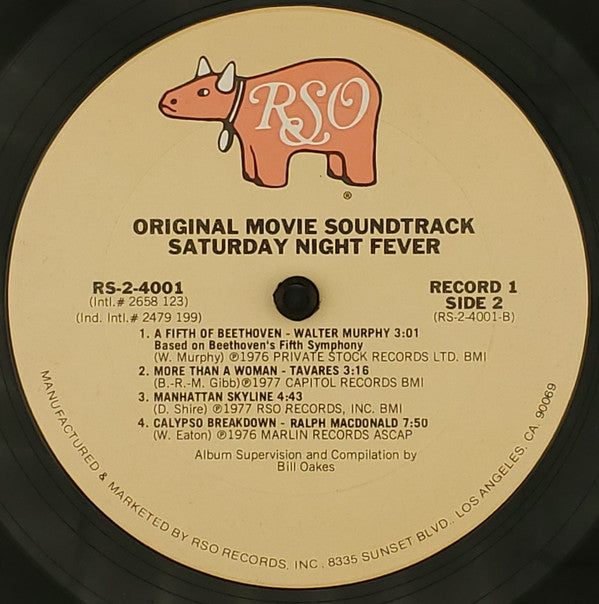 RSO
®
ORIGINAL MOVIE SOUNDTRACK
SATURDAY NIGHT FEVER
RS-2-4001
(Intl.# 2658 123)
(Ind. Intl.# 2479 199)
RECORD 1
SIDE 2
(RS-2-4001-B)
1. A FIFTH OF BEETHOVEN - WALTER MURPHY 3:01
Based on Beethoven's Fifth Symphony
(W. Murphy) ℗1976 PRIVATE STOCK RECORDS LTD. BMI
2. MORE THAN A WOMAN - TAVARES 3:16
(B.-R.-M. Gibb)℗1977 CAPITOL RECORDS BMI
3. MANHATTAN SKYLINE 4:43
(D. Shire) ℗1977 RSO RECORDS, INC. BMI
4. CALYPSO BREAKDOWN - RALPH MACDONALD 7:50
(W. Eaton) ℗1976 MARLIN RECORDS ASCAP
Album Supervision and Compilation by
Bill Oakes
MANUFACTURED & MARKETED BY RSO RECORDS, INC., 8335 SUNSET BLVD., LOS ANGELES, CA. 90069